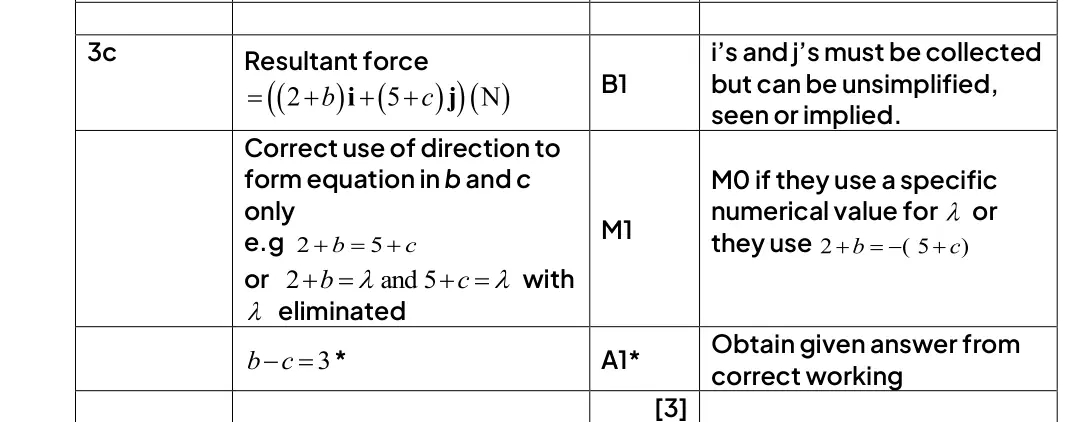 3c
Resultant force
=((2+b)i+(5+c)j)(N)
B1
i's and j's must be collected
but can be unsimplified,
seen or implied.
Correct use of direction to
form equation in b and c
only
e.g 2+b=5+c
or 2+b=λ and 5+c=λ with
λ eliminated
M1
M0 if they use a specific
numerical value for λ or
they use 2+b=−( 5+c)
b−c=3 *
A1*
Obtain given answer from
correct working
[3]